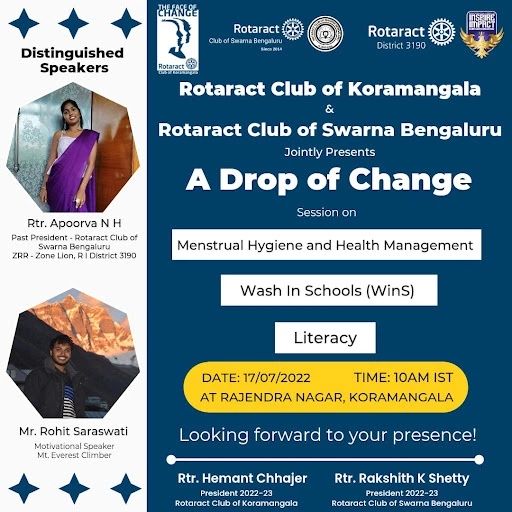 Distinguished
Speakers
Rtr. Apoorva N H
Past President - Rotaract Club of
Swarna Bengaluru
ZRR - Zone Lion, R I District 3190
Mr. Rohit Saraswati
Motivational Speaker
Mt. Everest Climber
THE FACE OF
CHANGE
Rotaract
Club of Koramangala
Rotaract
Club of Swarna Bengaluru
Since 2014
Rotaract
District 3190
INSPIRE
IMPACT
Rotaract Club of Koramangala
&
Rotaract Club of Swarna Bengaluru
Jointly Presents
A Drop of Change
Session on
Menstrual Hygiene and Health Management
Wash In Schools (WinS)
Literacy
DATE: 17/07/2022 TIME: 10AM IST
AT RAJENDRA NAGAR, KORAMANGALA
Looking forward to your presence!
Rtr. Hemant Chhajer
President 2022-23
Rotaract Club of Koramangala
Rtr. Rakshith K Shetty
President 2022-23
Rotaract Club of Swarna Bengaluru